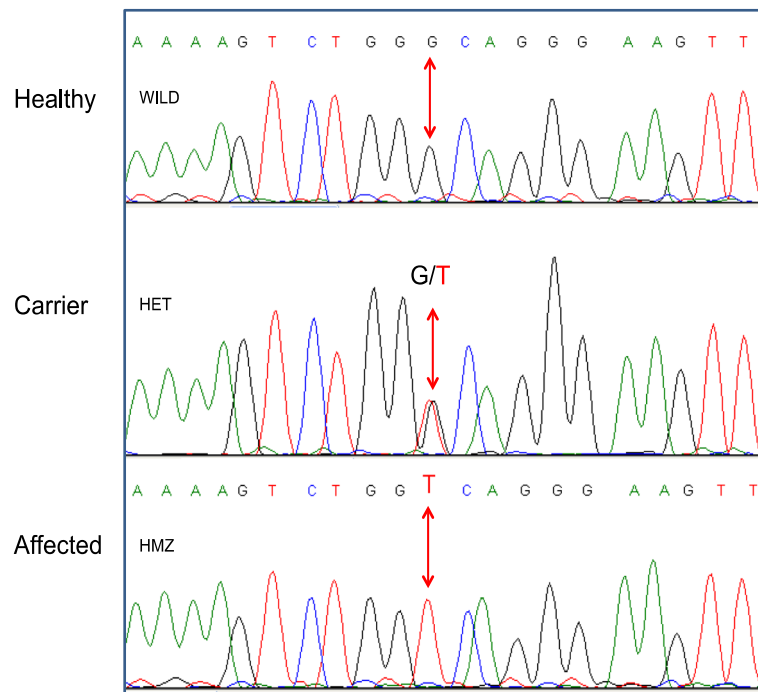 A A A A G T C T G G G C A G G G A A G T T
Healthy
WILD
G/T
Carrier
HET
A A A A G T C T G G T C A G G G A A G T T
Affected
HMZ